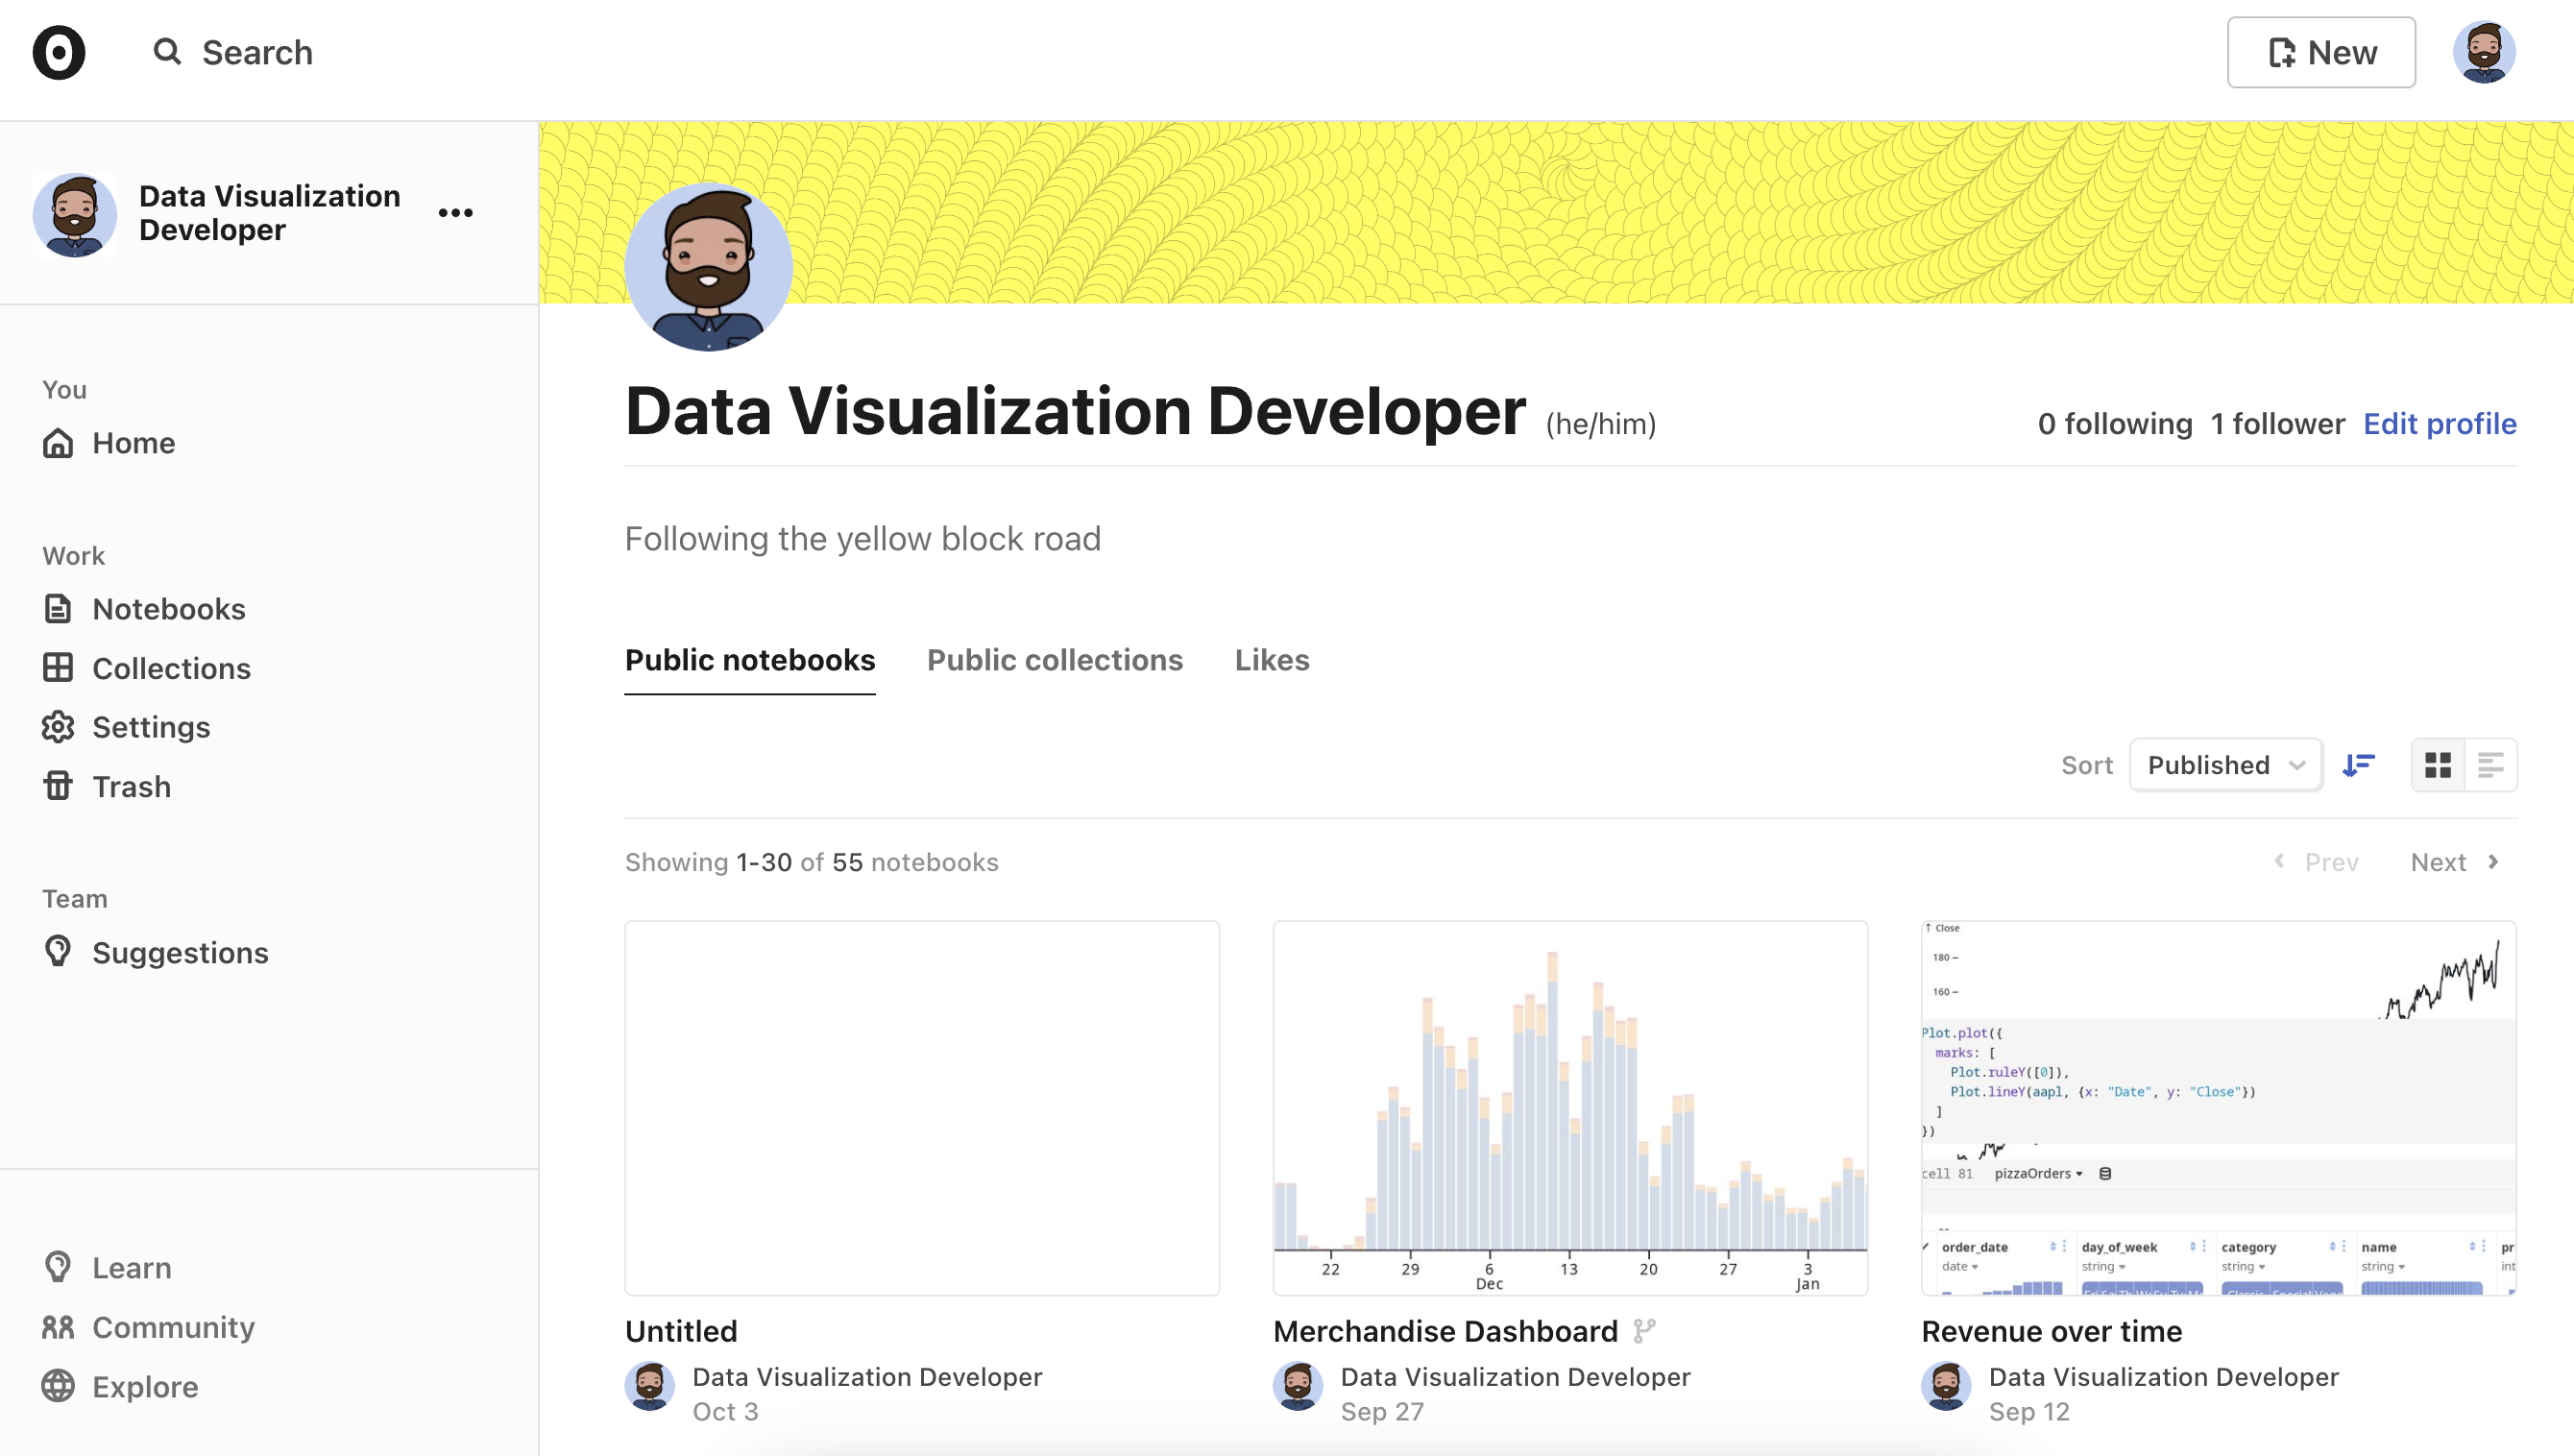 Search
New
Data Visualization
Developer
You
Home
Work
Notebooks
Collections
Settings
Trash
Team
Suggestions
Learn
Community
Explore
Data Visualization Developer (he/him)
0 following 1 follower Edit profile
Following the yellow block road
Public notebooks Public collections Likes
Sort Published
Showing 1-30 of 55 notebooks
Prev Next
22 29 6 13 20 27 3
Dec Jan
↑ Close
180
160
Plot.plot({
marks: [
Plot.ruleY([0]),
Plot.lineY(aapl, {x: "Date", y: "Close"})
]
})
cell 81 pizzaOrders
order_date day_of_week category name pr
date string string string int
Untitled
Data Visualization Developer
Oct 3
Merchandise Dashboard
Data Visualization Developer
Sep 27
Revenue over time
Data Visualization Developer
Sep 12